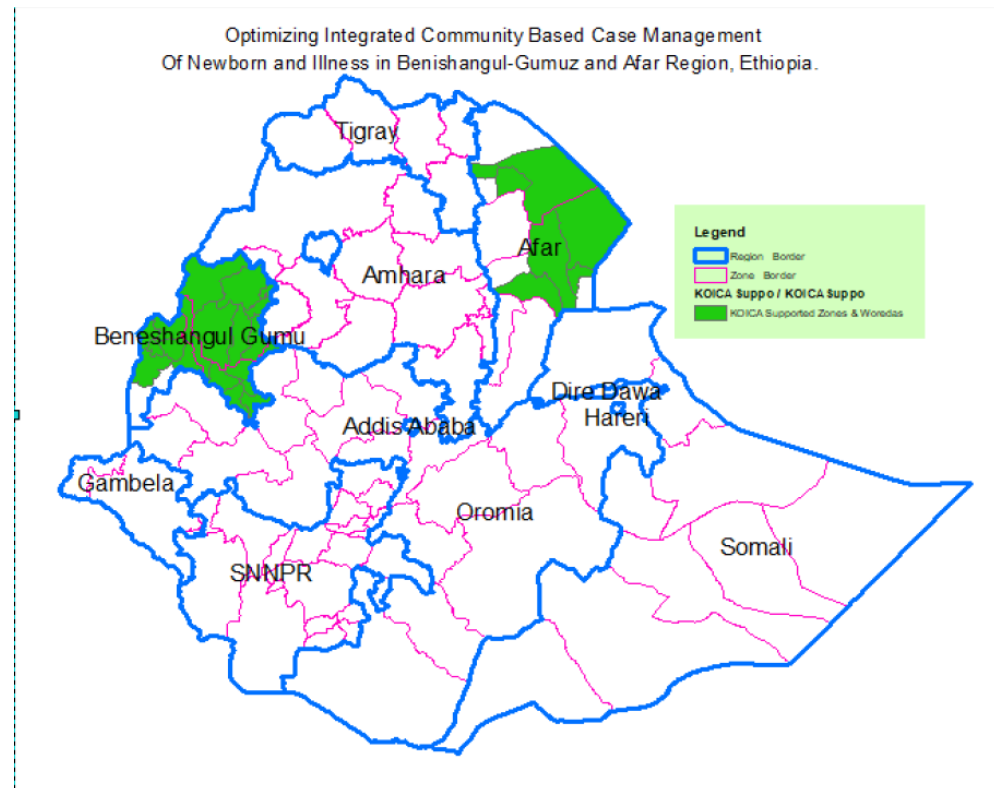 Optimizing Integrated Community Based Case Management
Of Newborn and Illness in Benishangul-Gumuz and Afar Region, Ethiopia.
Tigray
Afar
Amhara
Beneshangul Gumu
Dire Dawa
Hareri
Addis Ababa
Gambela
Oromia
Somali
SNNPR
Legend
Region Border
Zone Border
KOICA Suppo / KOICA Suppo
KOICA Supported Zones & Woredas